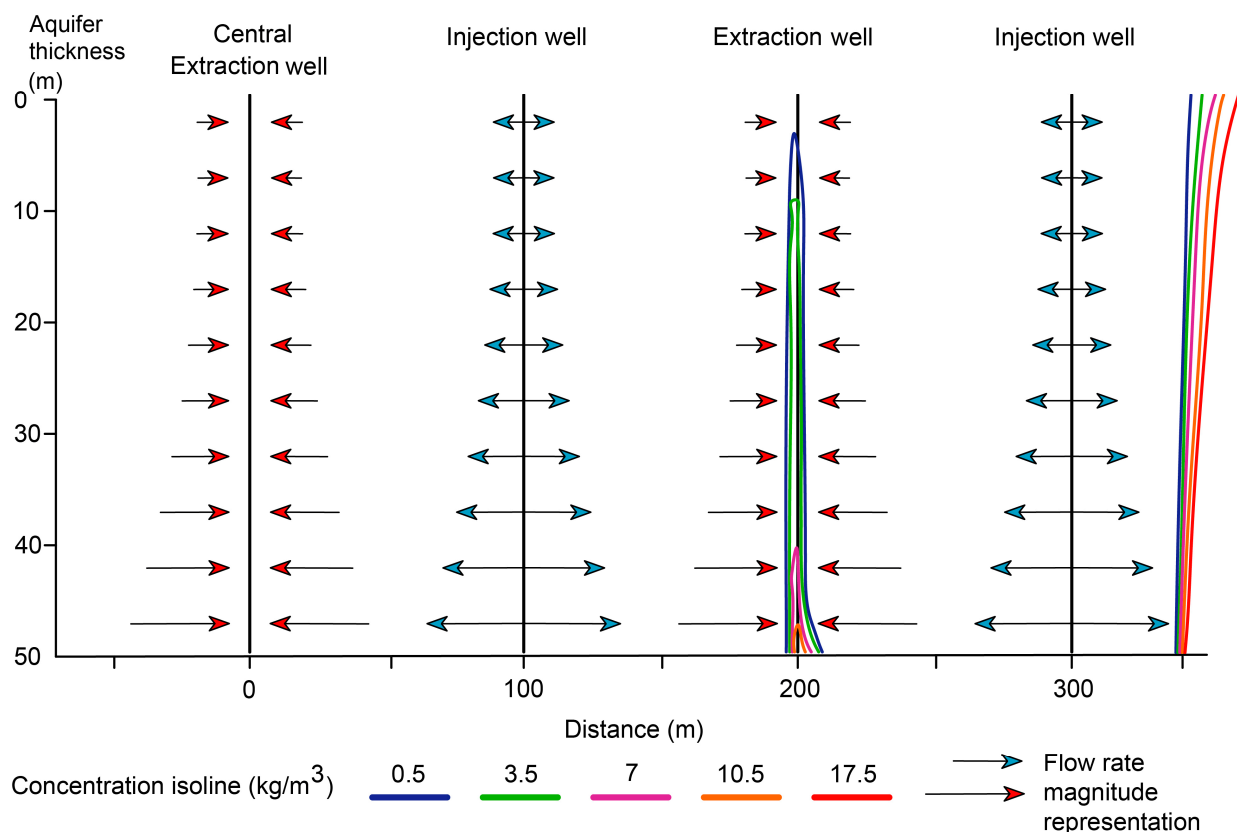 Aquifer
thickness
(m)
Central
Extraction well
Injection well
Extraction well
Injection well
0
10
20
30
40
50
0
100
200
300
Distance (m)
Concentration isoline (kg/m³)
0.5
3.5
7
10.5
17.5
Flow rate
magnitude
representation